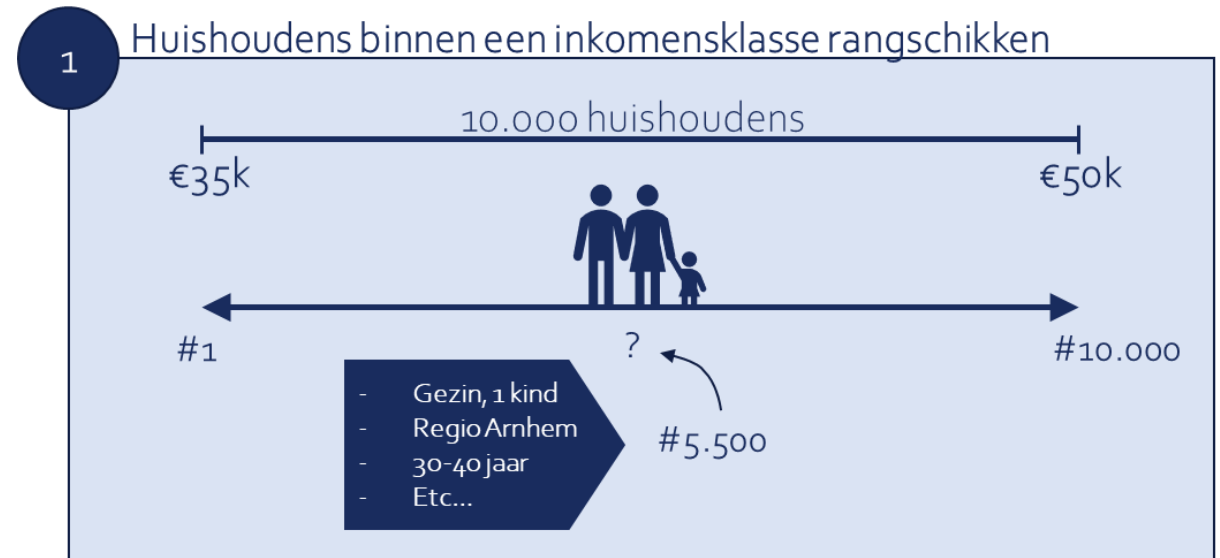 1
Huishoudens binnen een inkomensklasse rangschikken
10.000 huishoudens
€35k
€50k
#1
?
#10.000
- Gezin, 1 kind
- Regio Arnhem
- 30-40 jaar
- Etc...
#5.500